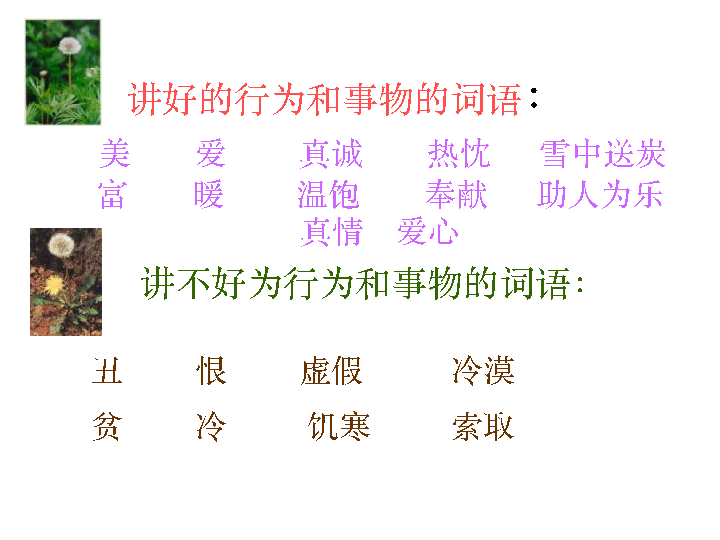 讲好的行为和事物的词语：
美 爱 真诚 热忱 雪中送炭
富 暖 温饱 奉献 助人为乐
真情 爱心
讲不好为行为和事物的词语：
丑 恨 虚假 冷漠
贫 冷 饥寒 索取